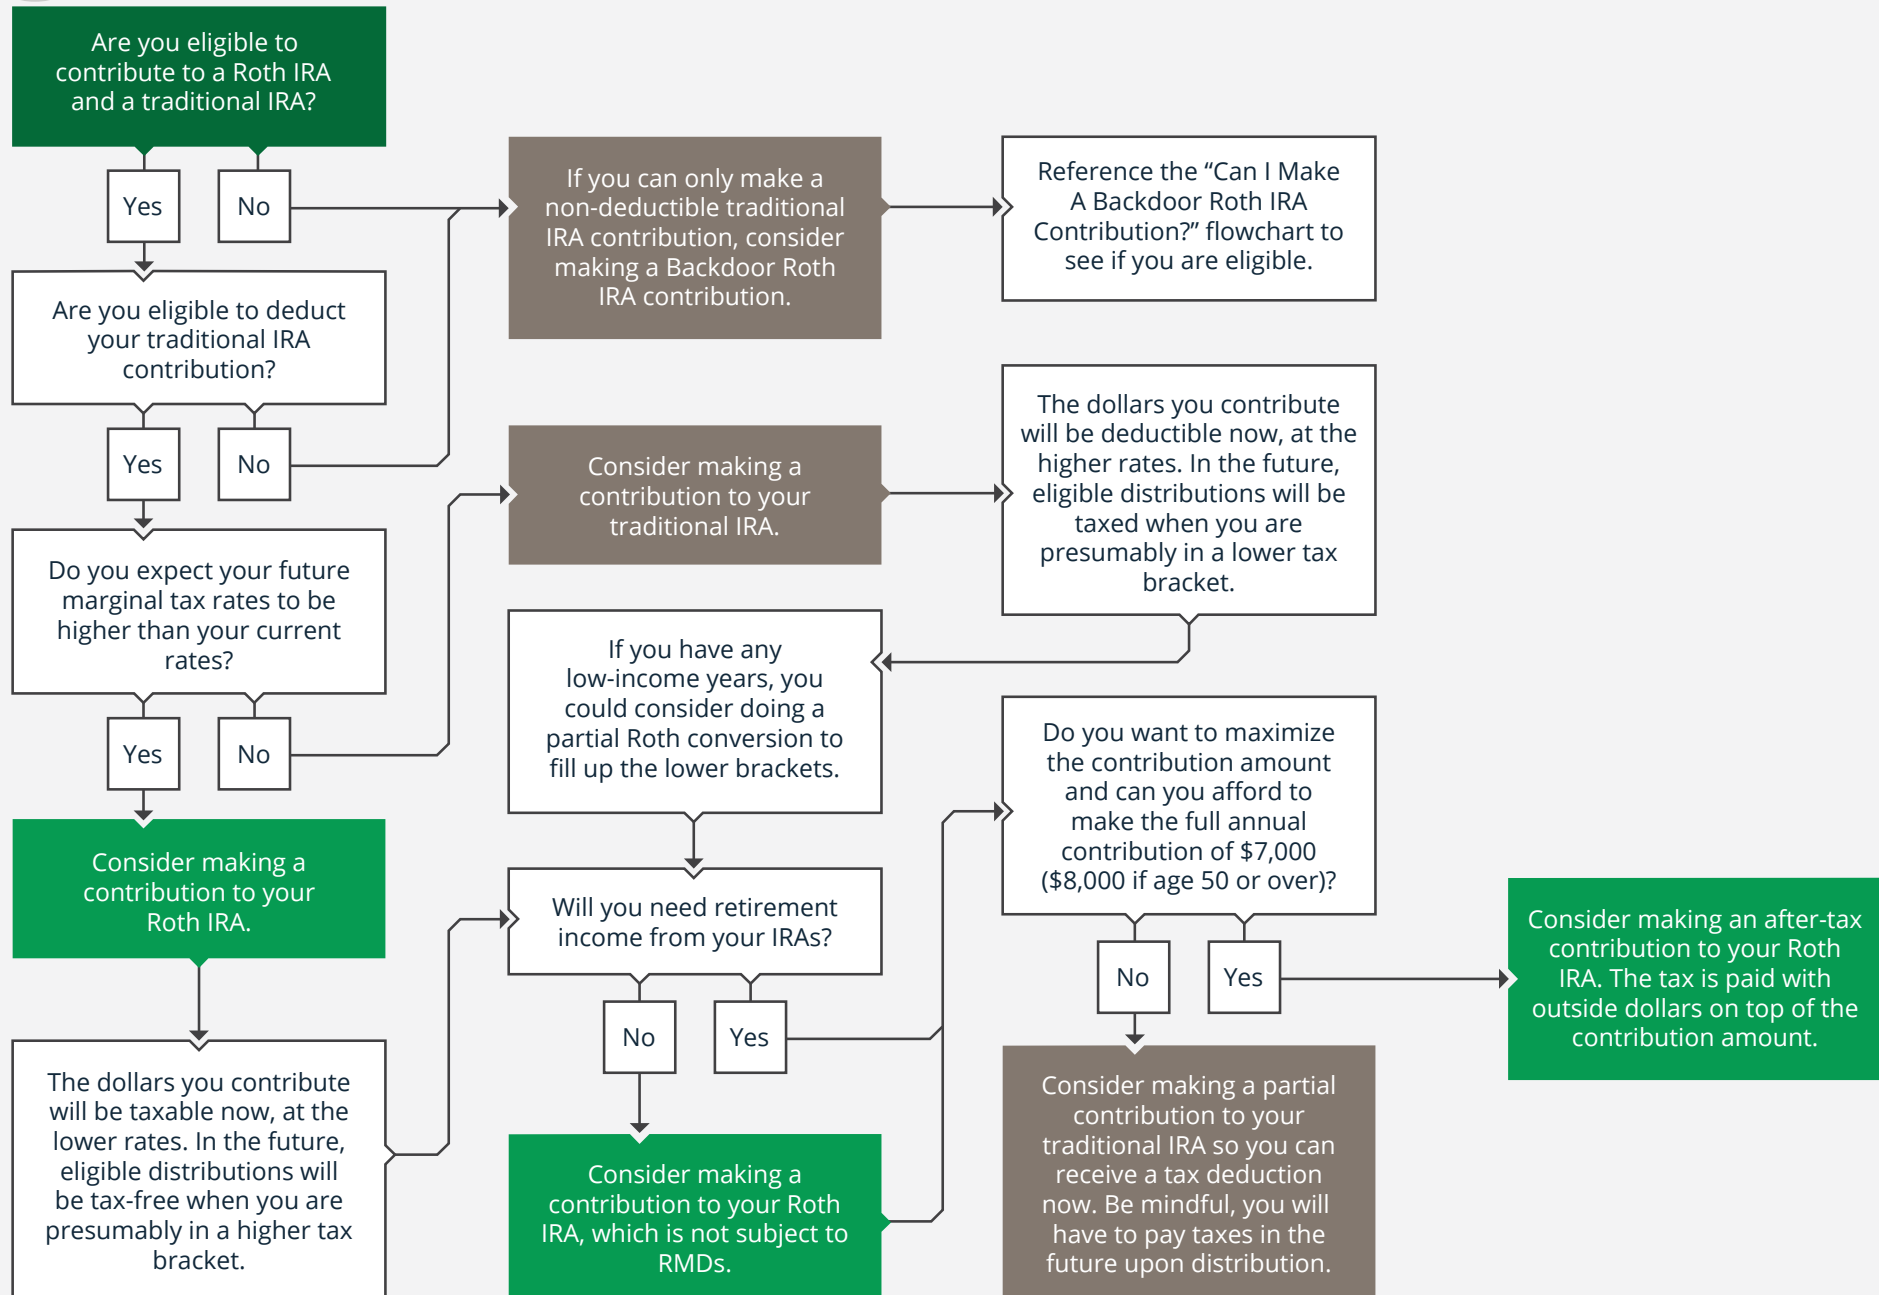 Are you eligible to
contribute to a Roth IRA
and a traditional IRA?
Yes
No
If you can only make a
non-deductible traditional
IRA contribution, consider
making a Backdoor Roth
IRA contribution.
Reference the “Can I Make
A Backdoor Roth IRA
Contribution?” flowchart to
see if you are eligible.
Are you eligible to deduct
your traditional IRA
contribution?
Yes
No
Consider making a
contribution to your
traditional IRA.
The dollars you contribute
will be deductible now, at the
higher rates. In the future,
eligible distributions will be
taxed when you are
presumably in a lower tax
bracket.
Do you expect your future
marginal tax rates to be
higher than your current
rates?
Yes
No
If you have any
low-income years, you
could consider doing a
partial Roth conversion to
fill up the lower brackets.
Do you want to maximize
the contribution amount
and can you afford to
make the full annual
contribution of $7,000
($8,000 if age 50 or over)?
No
Yes
Consider making a
contribution to your
Roth IRA.
Will you need retirement
income from your IRAs?
No
Yes
Consider making an after-tax
contribution to your Roth
IRA. The tax is paid with
outside dollars on top of the
contribution amount.
The dollars you contribute
will be taxable now, at the
lower rates. In the future,
eligible distributions will
be tax-free when you are
presumably in a higher tax
bracket.
Consider making a
contribution to your Roth
IRA, which is not subject to
RMDs.
Consider making a partial
contribution to your
traditional IRA so you can
receive a tax deduction
now. Be mindful, you will
have to pay taxes in the
future upon distribution.